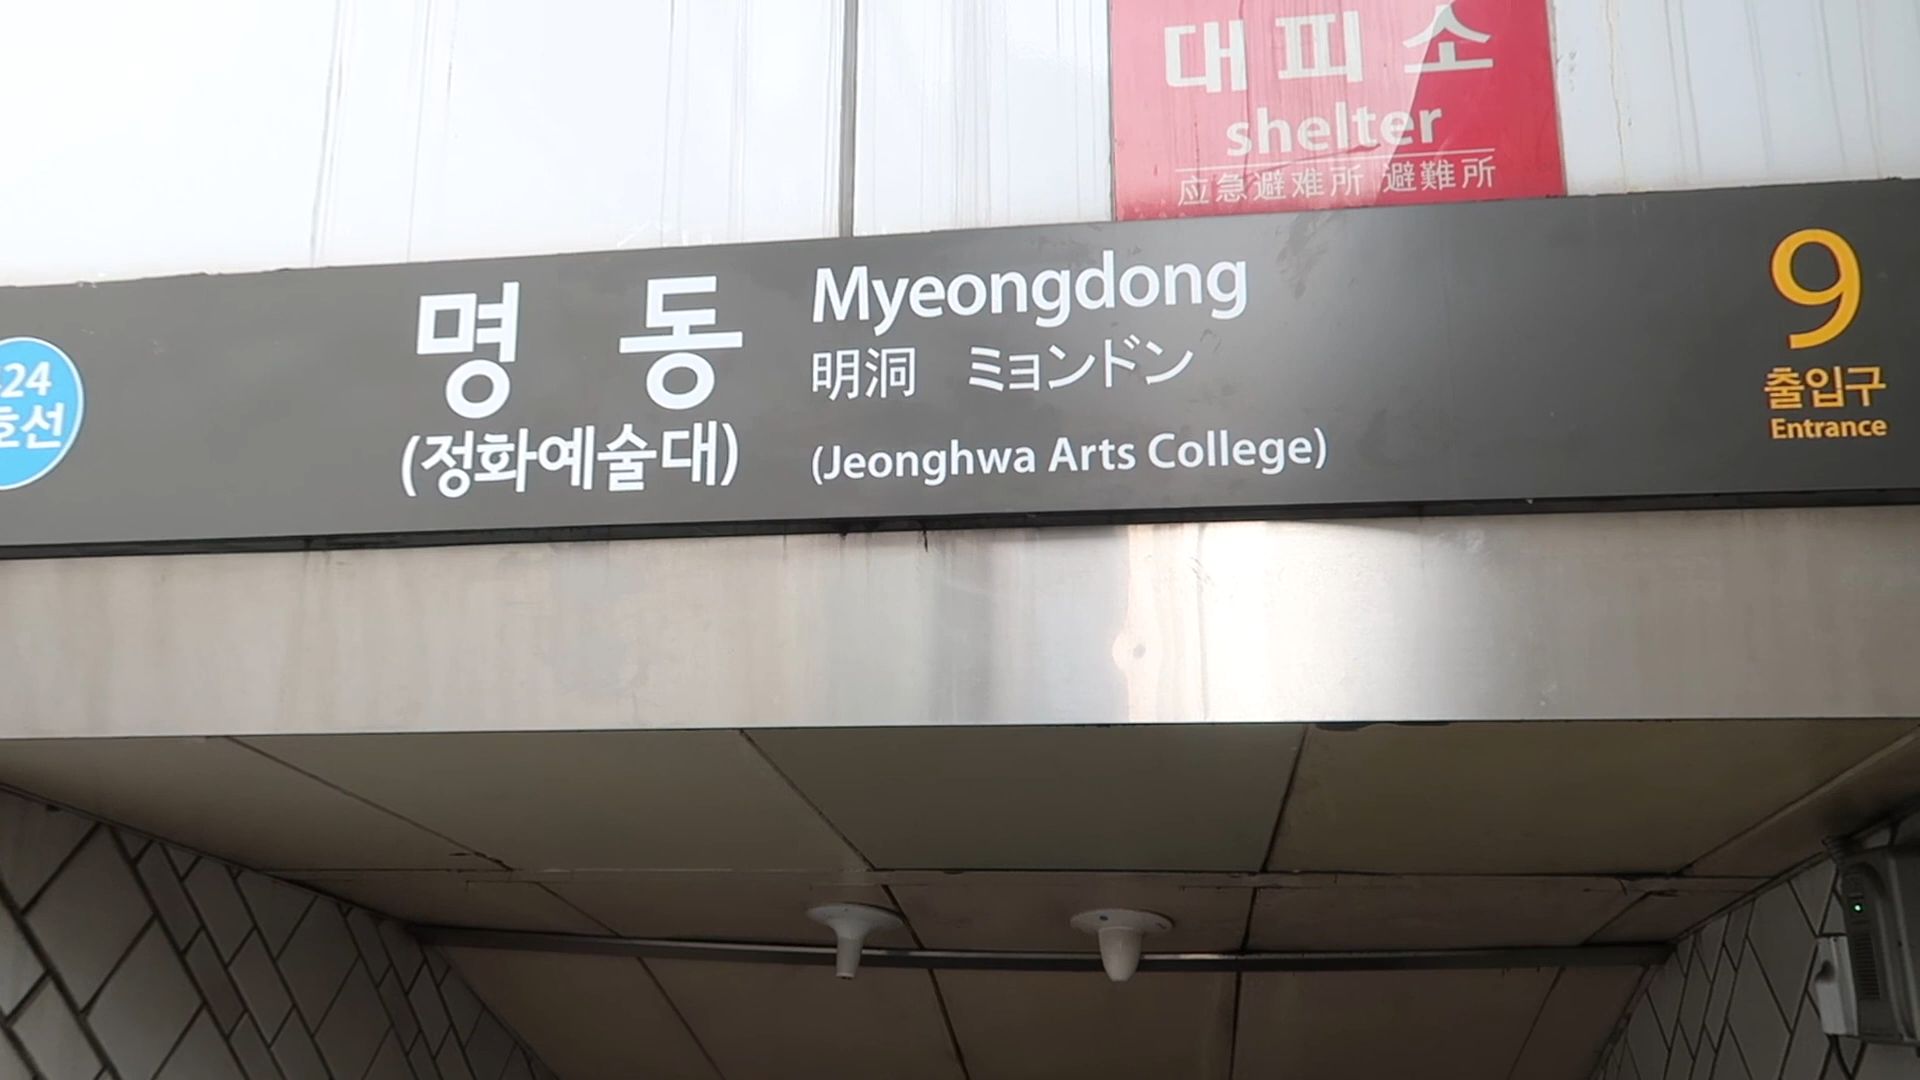 대피소
shelter
应急避难所 避難所
24
호선
명동
(정화예술대)
Myeongdong
明洞 ミョンドン
(Jeonghwa Arts College)
9
출입구
Entrance